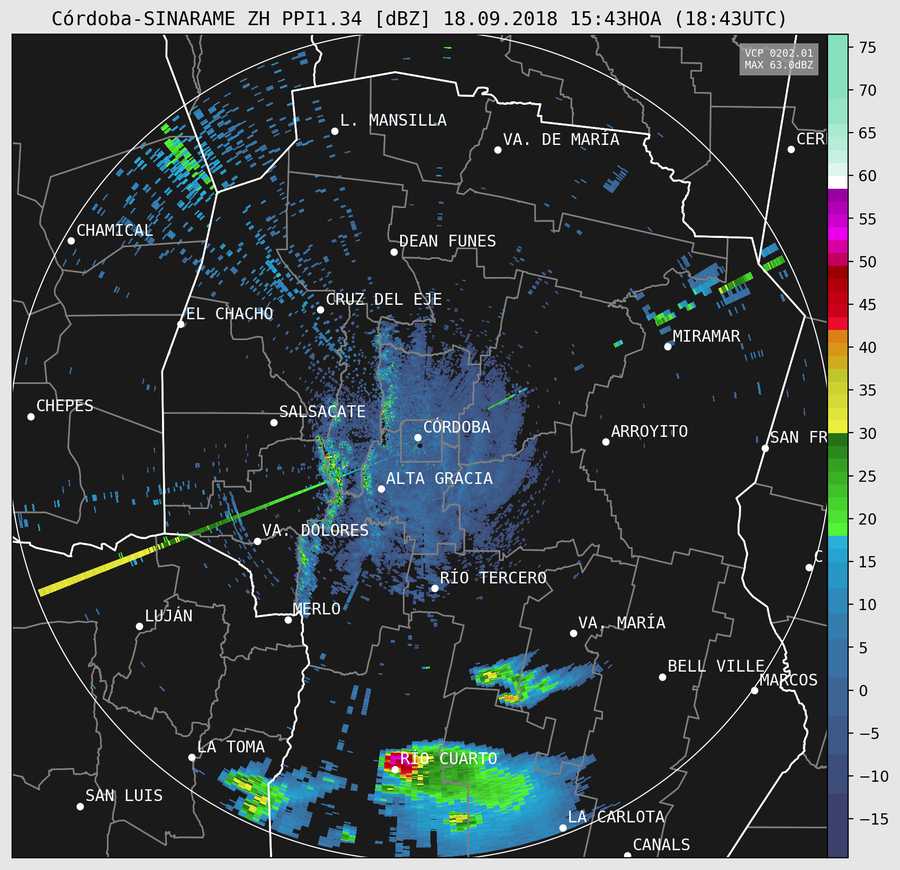 Córdoba-SINARAME ZH PPI1.34 [dBZ] 18.09.2018 15:43HOA (18:43UTC)
VCP 0202.01
MAX 63.0dBZ
75
70
65
60
55
50
45
40
35
30
25
20
15
10
5
0
−5
−10
−15
L. MANSILLA
VA. DE MARÍA
CER
CHAMICAL
DEAN FUNES
CRUZ DEL EJE
EL CHACHO
MIRAMAR
CHEPES
SALSACATE
CÓRDOBA
ARROYITO
SAN FR
ALTA GRACIA
VA. DOLORES
C
RÍO TERCERO
MERLO
LUJÁN
VA. MARÍA
BELL VILLE
MARCOS
LA TOMA
RÍO CUARTO
SAN LUIS
LA CARLOTA
CANALS